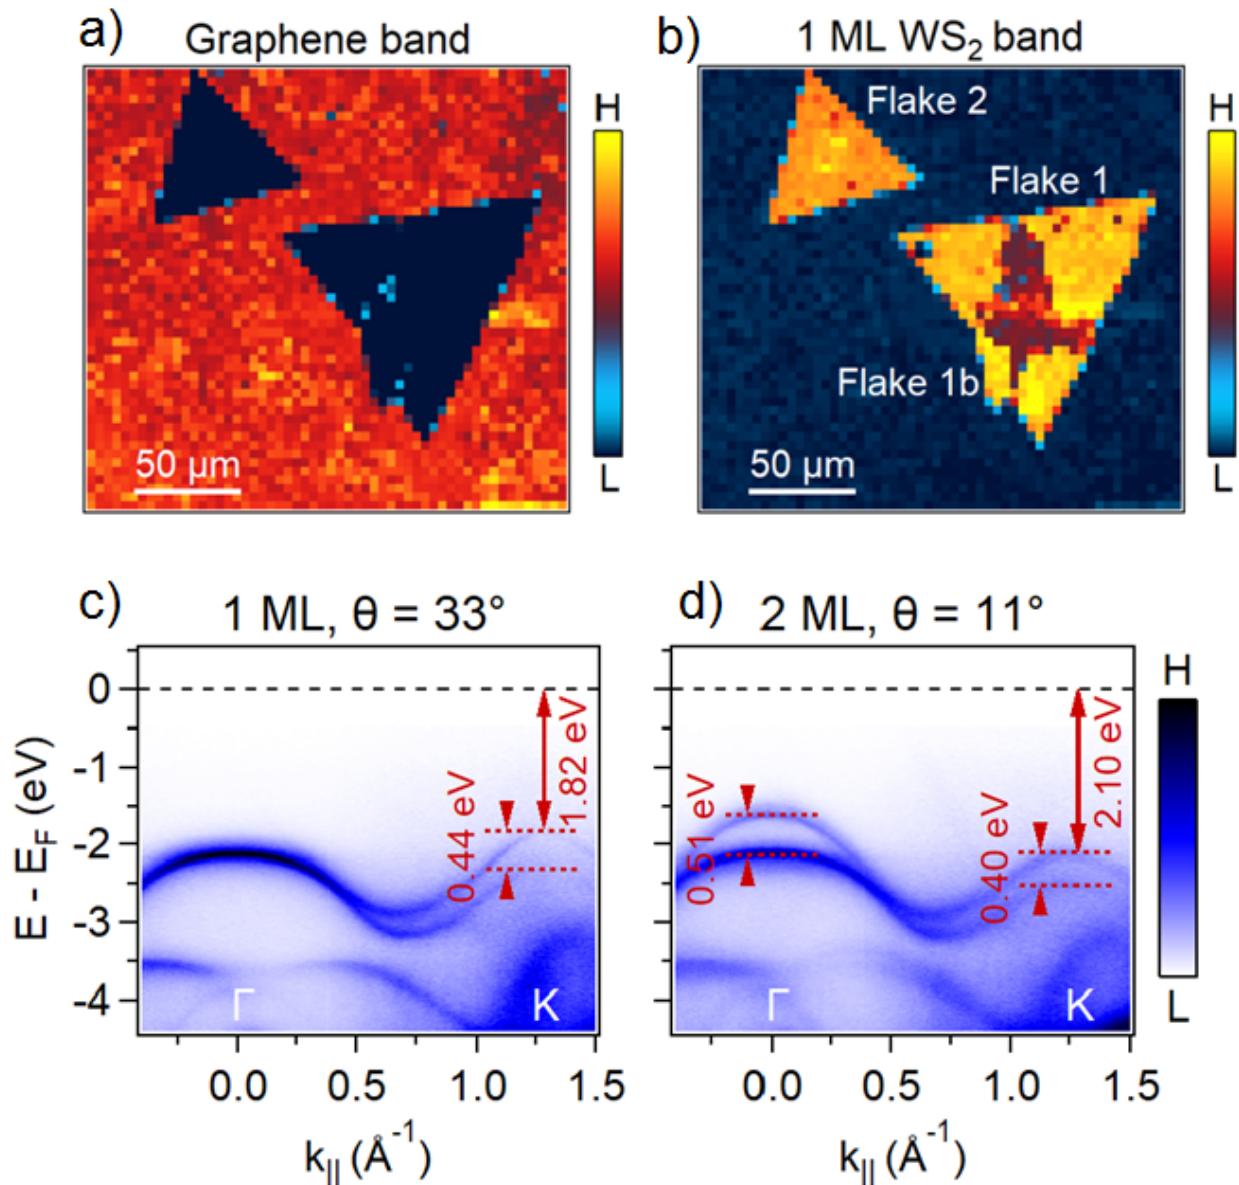 a)
Graphene band
H
L
50 µm
b)
1 ML WS₂ band
Flake 2
Flake 1
Flake 1b
50 µm
H
L
c)
1 ML, θ = 33°
E - E_F (eV)
0
-1
-2
-3
-4
0.44 eV
1.82 eV
Γ
K
0.0
0.5
1.0
1.5
k_|| (Å⁻¹)
d)
2 ML, θ = 11°
0.51 eV
0.40 eV
2.10 eV
Γ
K
0.0
0.5
1.0
1.5
k_|| (Å⁻¹)
H
L